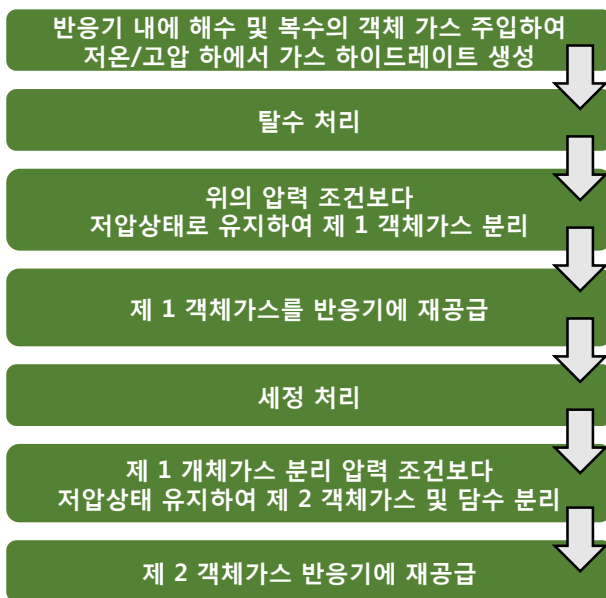 반응기 내에 해수 및 복수의 객체 가스 주입하여
저온/고압 하에서 가스 하이드레이트 생성
탈수 처리
위의 압력 조건보다
저압상태로 유지하여 제 1 객체가스 분리
제 1 객체가스를 반응기에 재공급
세정 처리
제 1 개체가스 분리 압력 조건보다
저압상태 유지하여 제 2 객체가스 및 담수 분리
제 2 객체가스 반응기에 재공급